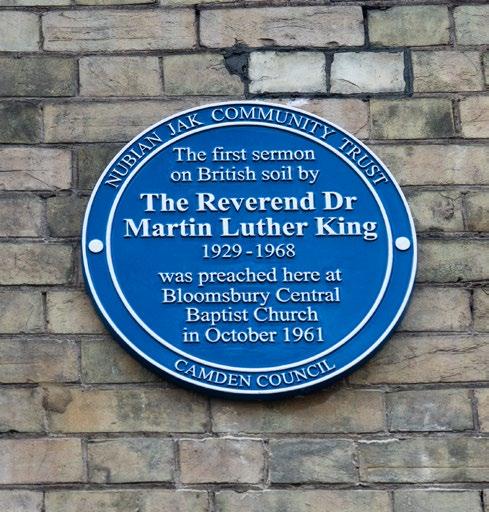 NUBIAN JAK COMMUNITY TRUST
The first sermon
on British soil by
The Reverend Dr
Martin Luther King
1929-1968
was preached here at
Bloomsbury Central
Baptist Church
in October 1961
CAMDEN COUNCIL